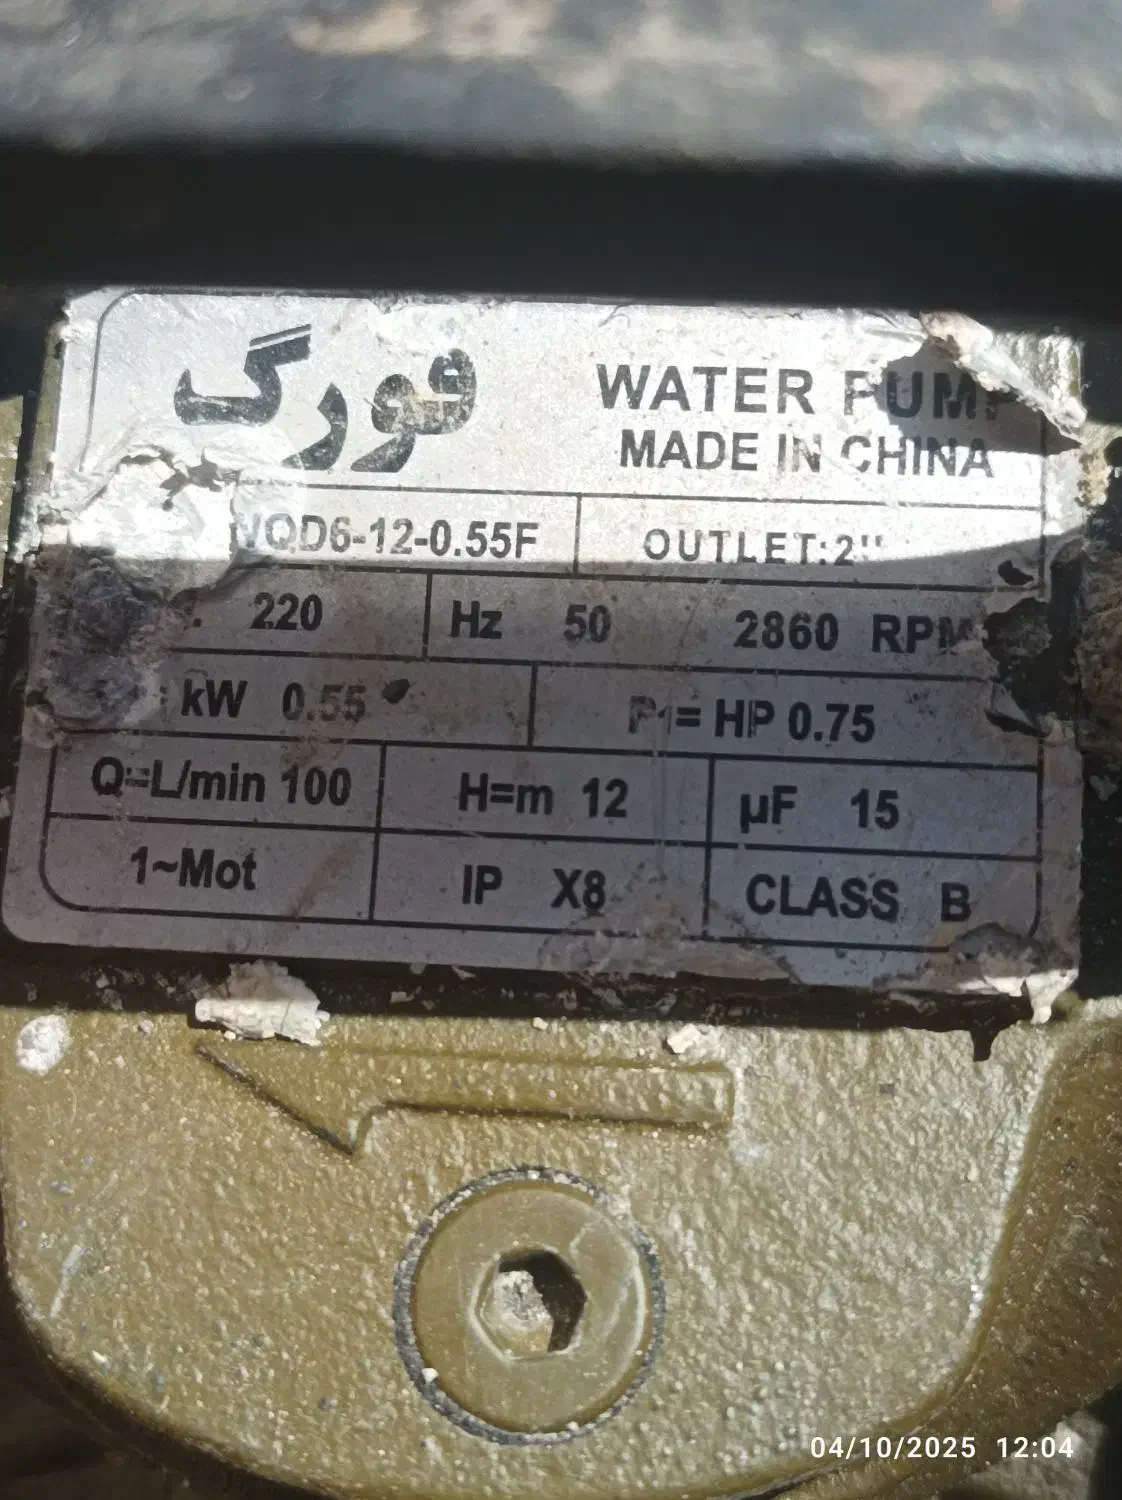 فورگ
WATER PUMP
MADE IN CHINA
WQD6-12-0.55F OUTLET:2"
220 Hz 50 2860 RPM
kW 0.55 P1= HP 0.75
Q=L/min 100 H=m 12 µF 15
1~Mot IP X8 CLASS B
04/10/2025 12:04